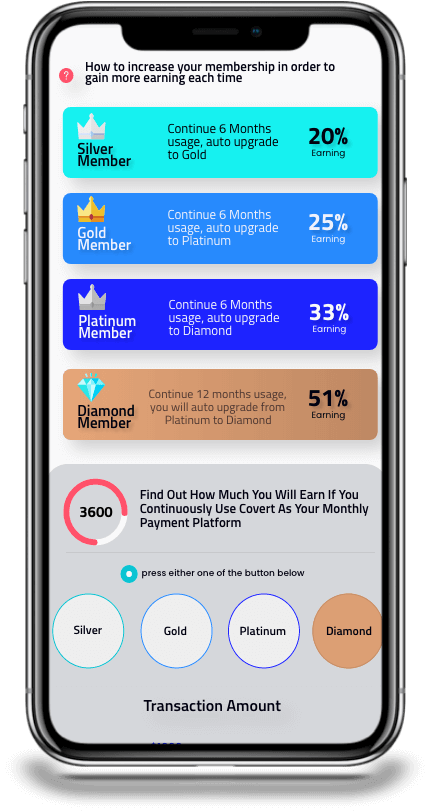 ?
How to increase your membership in order to
gain more earning each time
Silver
Member
Continue 6 Months
usage, auto upgrade
to Gold
20%
Earning
Gold
Member
Continue 6 Months
usage, auto upgrade
to Platinum
25%
Earning
Platinum
Member
Continue 6 Months
usage, auto upgrade
to Diamond
33%
Earning
Diamond
Member
Continue 12 months usage,
you will auto upgrade from
Platinum to Diamond
51%
Earning
3600
Find Out How Much You Will Earn If You
Continuously Use Covert As Your Monthly
Payment Platform
press either one of the button below
Silver
Gold
Platinum
Diamond
Transaction Amount